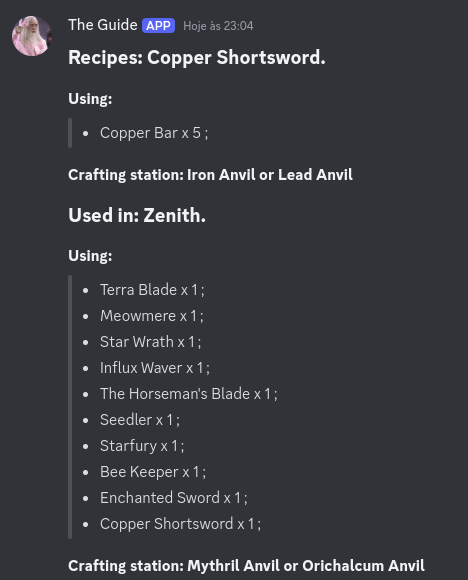 The Guide APP Hoje às 23:04
Recipes: Copper Shortsword.
Using:
• Copper Bar x 5 ;
Crafting station: Iron Anvil or Lead Anvil
Used in: Zenith.
Using:
• Terra Blade x 1 ;
• Meowmere x 1 ;
• Star Wrath x 1 ;
• Influx Waver x 1 ;
• The Horseman's Blade x 1 ;
• Seedler x 1 ;
• Starfury x 1 ;
• Bee Keeper x 1 ;
• Enchanted Sword x 1 ;
• Copper Shortsword x 1 ;
Crafting station: Mythril Anvil or Orichalcum Anvil